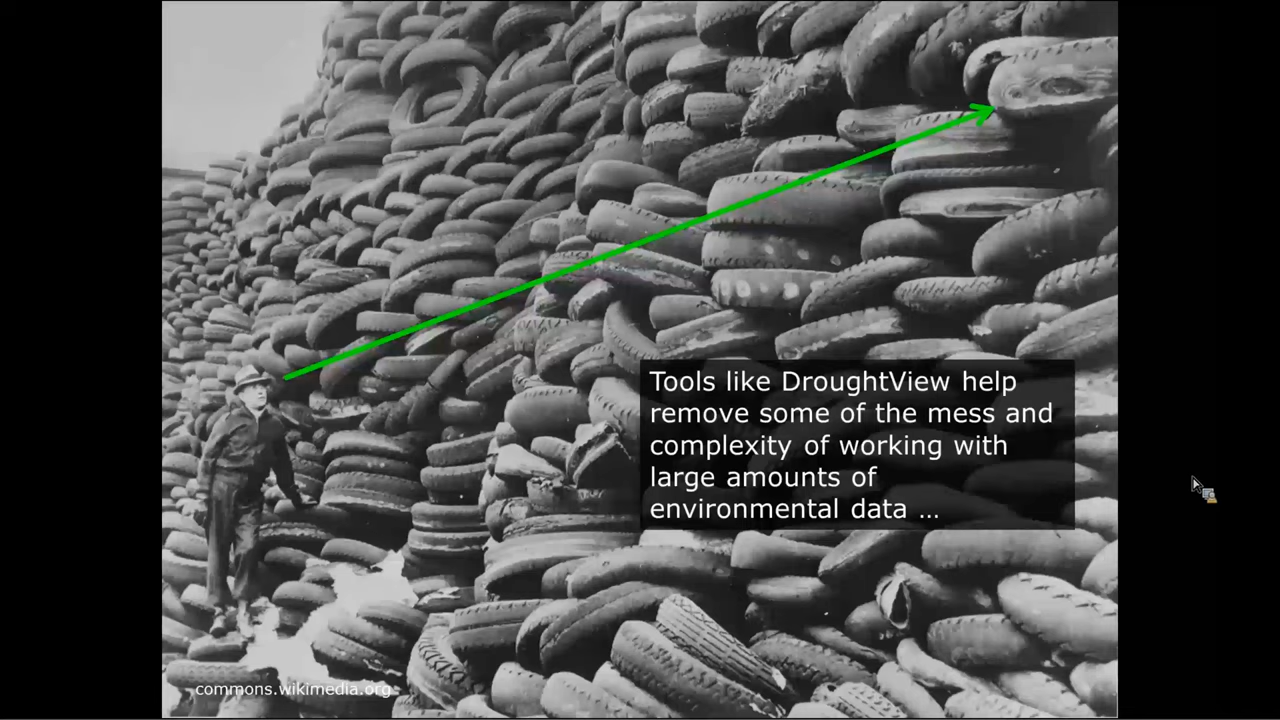 Tools like DroughtView help
remove some of the mess and
complexity of working with
large amounts of
environmental data …
commons.wikimedia.org